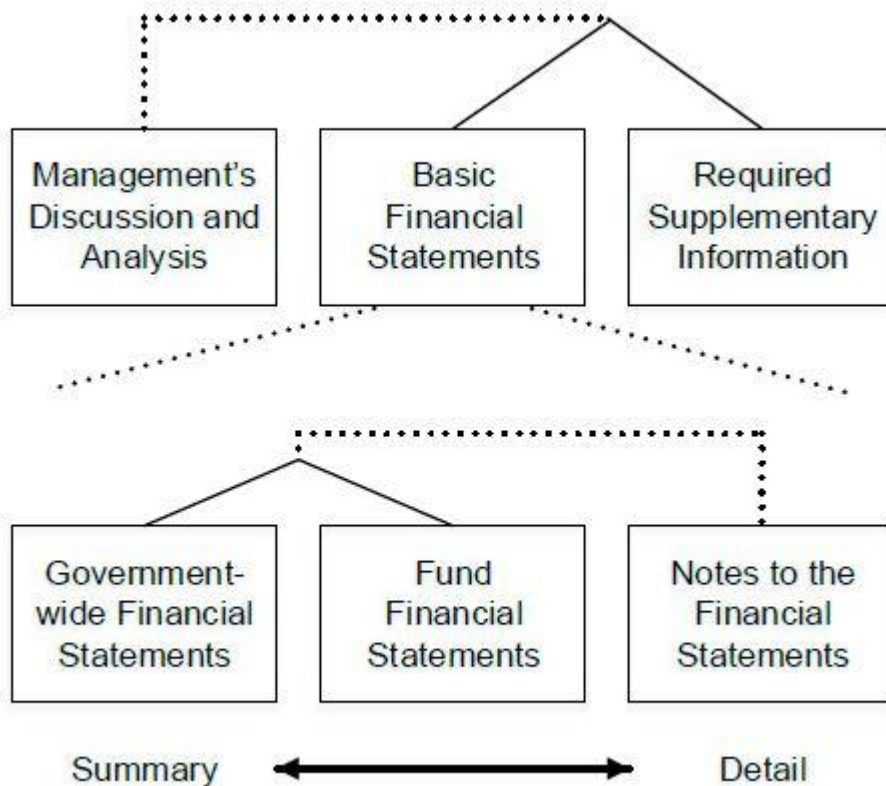 Management's
Discussion and
Analysis
Basic
Financial
Statements
Required
Supplementary
Information
Government-
wide Financial
Statements
Fund
Financial
Statements
Notes to the
Financial
Statements
Summary
Detail